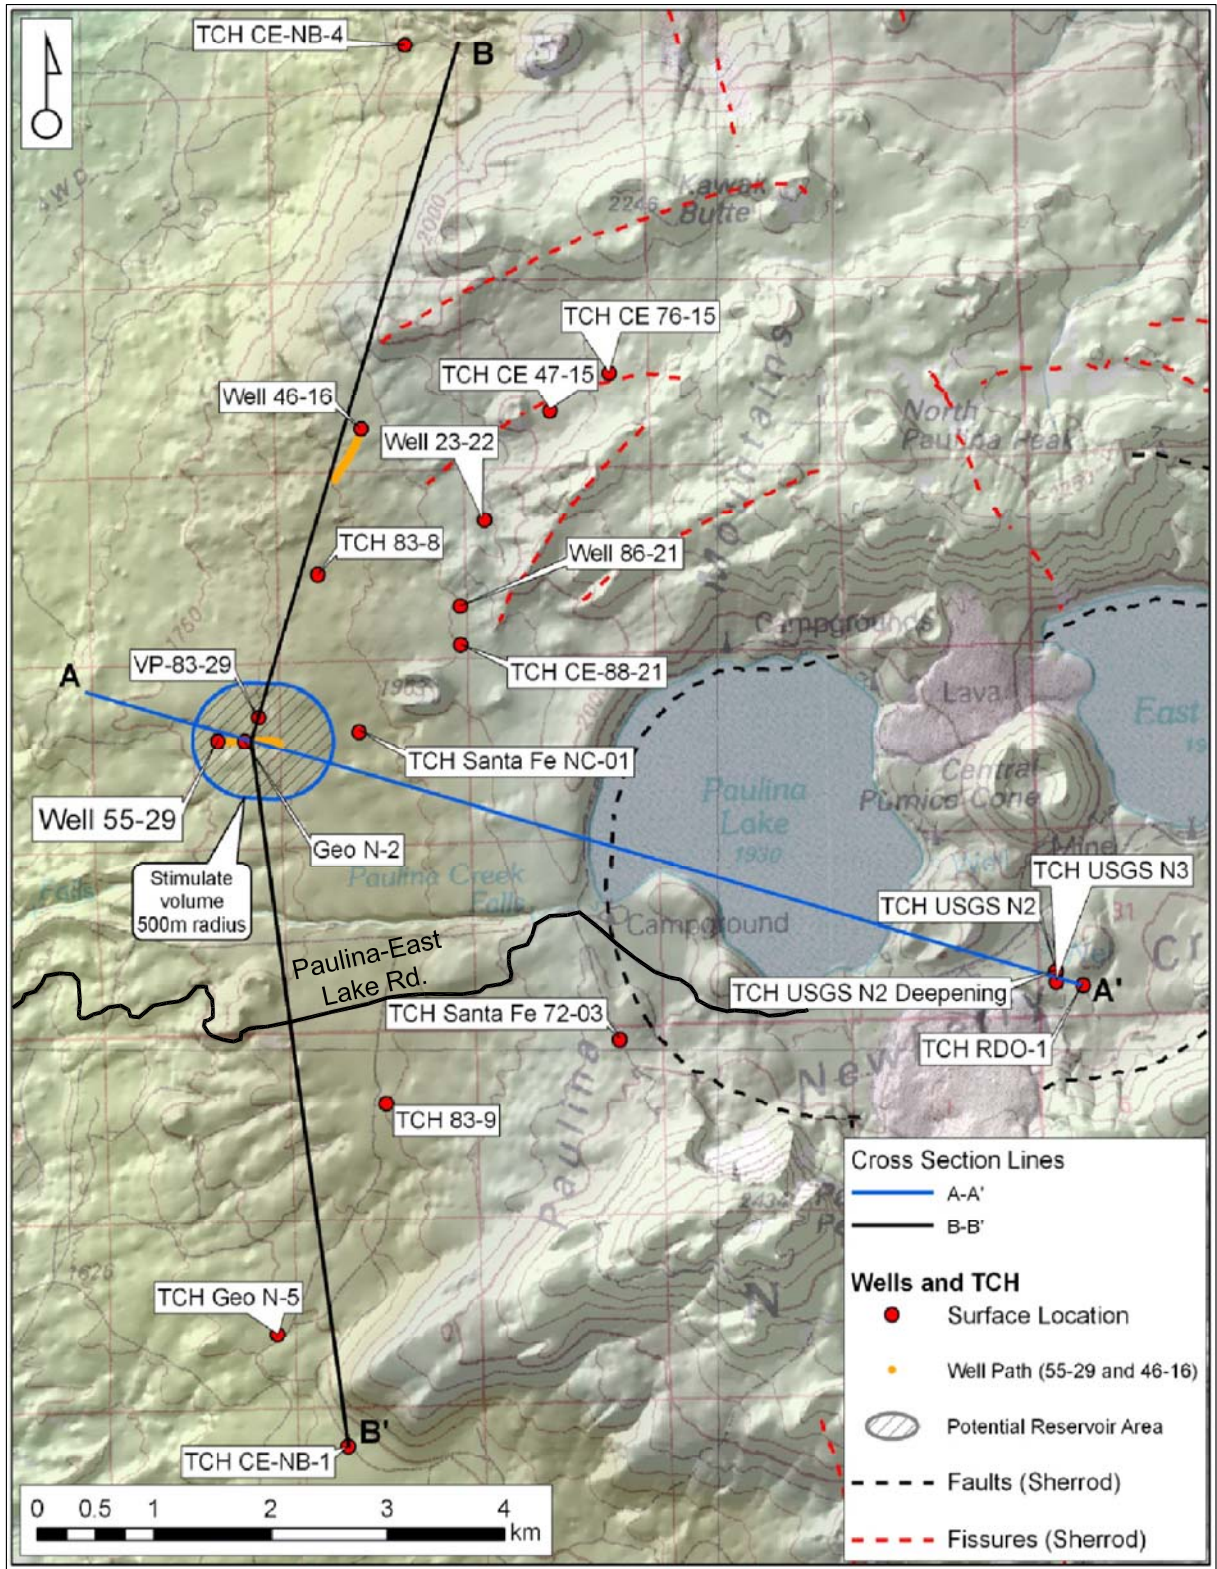 TCH CE-NB-4
B
2000
2246
Kawak
Butte
TCH CE 76-15
TCH CE 47-15
Mountains
Well 46-16
Well 23-22
North
Paulina Peak
TCH 83-8
Well 86-21
1750
Campgrounds
VP-83-29
TCH CE-88-21
A
Lava
East
TCH Santa Fe NC-01
Central
Pumice Cone
Paulina
Lake
1930
Well 55-29
Geo N-2
Mine
TCH USGS N3
Stimulate
volume
500m radius
Falls
Paulina Creek
Falls
TCH USGS N2
31
Campground
Paulina-East
Lake Rd.
TCH USGS N2 Deepening
A'
TCH Santa Fe 72-03
TCH RDO-1
New
Paulina
TCH 83-9
Cross Section Lines
A-A'
B-B'
1626
TCH Geo N-5
Wells and TCH
Surface Location
Well Path (55-29 and 46-16)
Potential Reservoir Area
B'
TCH CE-NB-1
Faults (Sherrod)
0 0.5 1 2 3 4
km
Fissures (Sherrod)